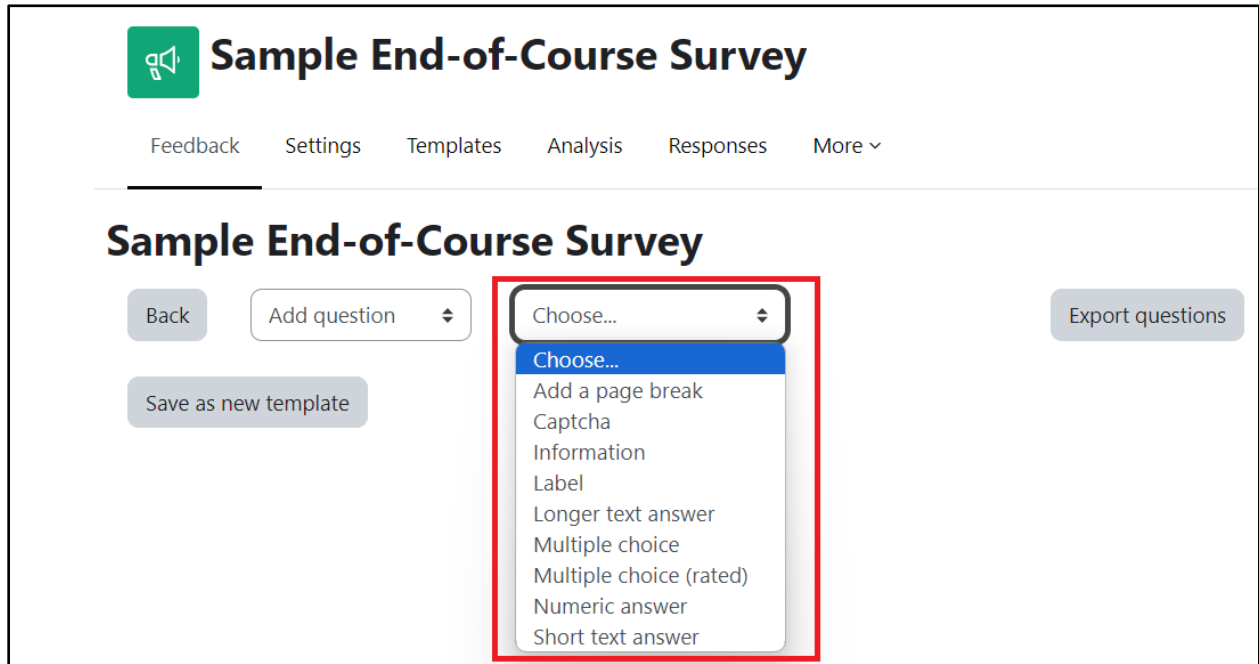 Sample End-of-Course Survey
Feedback Settings Templates Analysis Responses More
Sample End-of-Course Survey
Back Add question Choose... Export questions
Choose...
Add a page break
Save as new template
Captcha
Information
Label
Longer text answer
Multiple choice
Multiple choice (rated)
Numeric answer
Short text answer